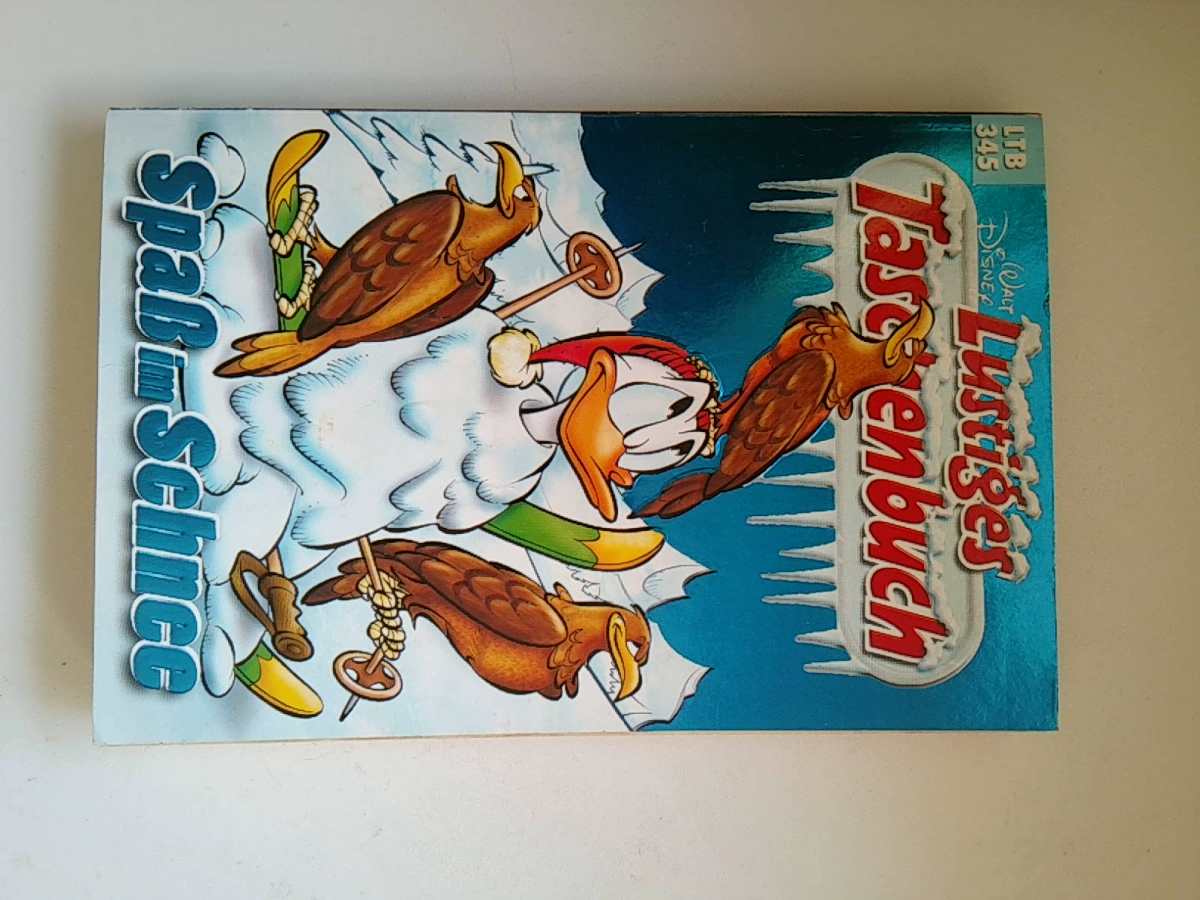 LTB
345
WALT
DISNEY
LUSTIGES
TASCHENBUCH
Spaß im Schnee